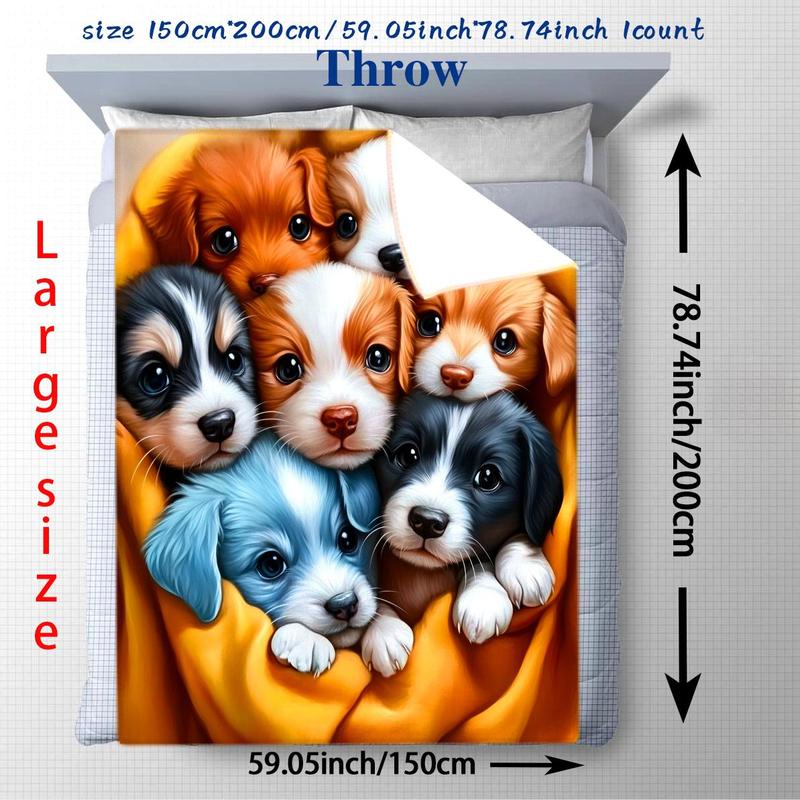 size 150cm*200cm/59.05inch*78.74inch 1count
Throw
Large size
78.74inch/200cm
59.05inch/150cm